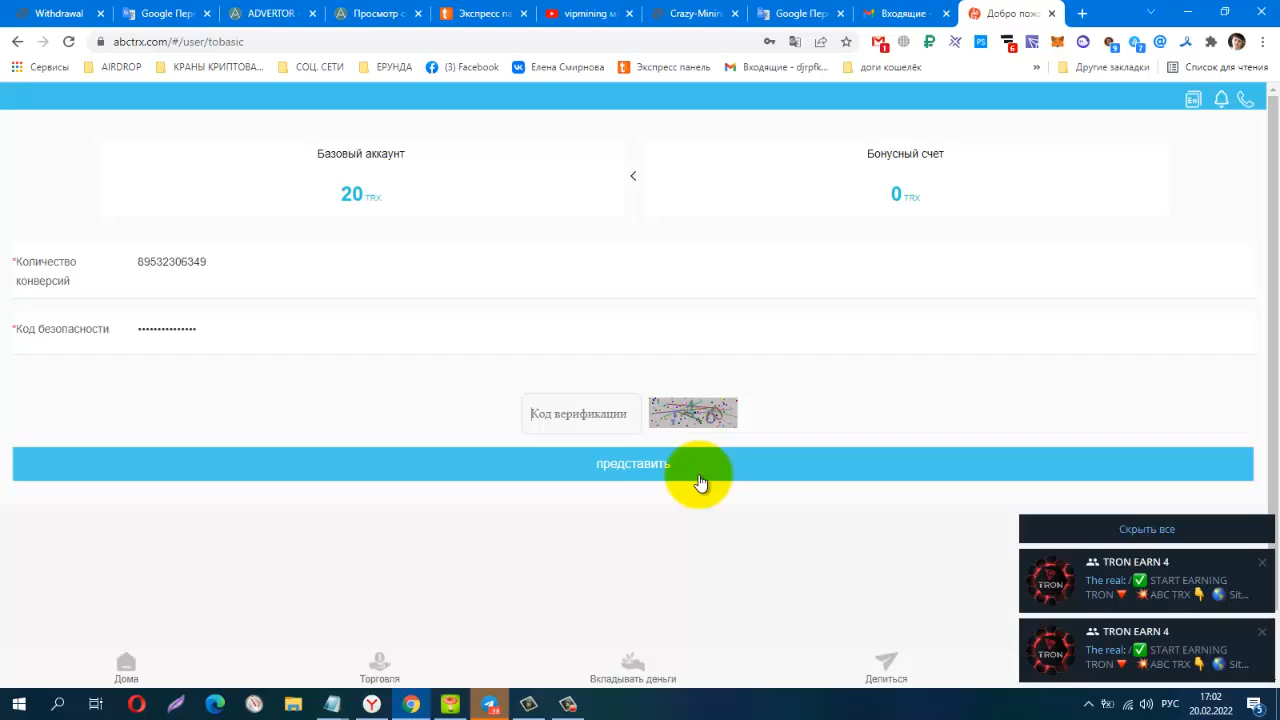 Withdrawal
Google Пер
ADVERTOR -
Просмотр с
Экспресс па
vipmining м
Crazy-Minin
Google Пер
Входящие -
Добро пожа
abctrx.com/#/user/tobasic
Сервисы
AIRDROP
КРАНЫ КРИПТОВА...
СОЦ. СЕТИ
ЕРУНДА
(3) Facebook
Елена Смирнова
Экспресс панель
Входящие - djrpfk...
доги кошелёк
»
Другие закладки
Список для чтения
En
Базовый аккаунт
20 TRX
<
Бонусный счет
0 TRX
*Количество
конверсий
89532306349
*Код безопасности
•••••••••••••••
Код верификации
представить
Скрыть все
TRON EARN 4
The real: /✅ START EARNING
TRON🔻 💥ABC TRX👇 🌎 Sit...
TRON
TRON EARN 4
The real: /✅ START EARNING
TRON🔻 💥ABC TRX👇 🌎 Sit...
TRON
Дома
Торговля
Вкладывать деньги
Делиться
РУС
17:02
20.02.2022